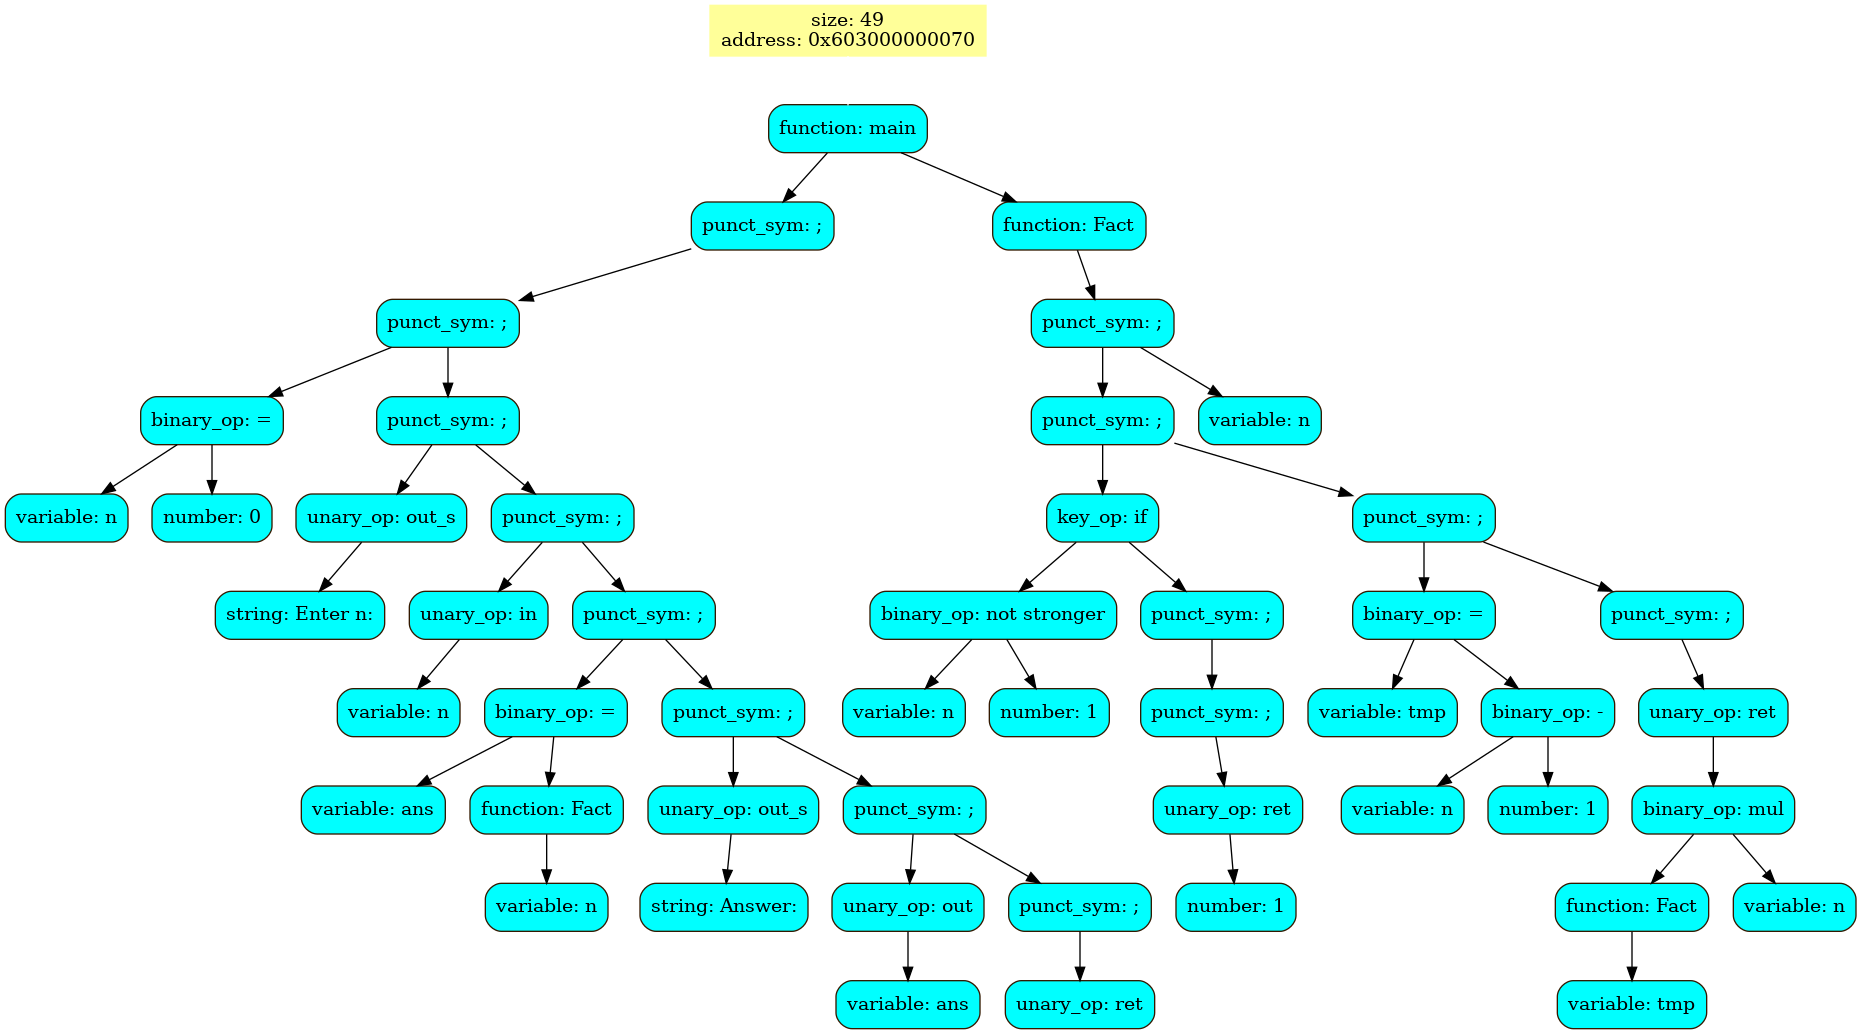 size: 49
address: 0x603000000070
function: main
punct_sym: ;
function: Fact
punct_sym: ;
punct_sym: ;
binary_op: =
punct_sym: ;
punct_sym: ;
variable: n
variable: n
number: 0
unary_op: out_s
punct_sym: ;
key_op: if
punct_sym: ;
string: Enter n:
unary_op: in
punct_sym: ;
binary_op: not stronger
punct_sym: ;
binary_op: =
punct_sym: ;
variable: n
binary_op: =
punct_sym: ;
variable: n
number: 1
punct_sym: ;
variable: tmp
binary_op: -
unary_op: ret
variable: ans
function: Fact
unary_op: out_s
punct_sym: ;
unary_op: ret
variable: n
number: 1
binary_op: mul
variable: n
string: Answer:
unary_op: out
punct_sym: ;
number: 1
function: Fact
variable: n
variable: ans
unary_op: ret
variable: tmp